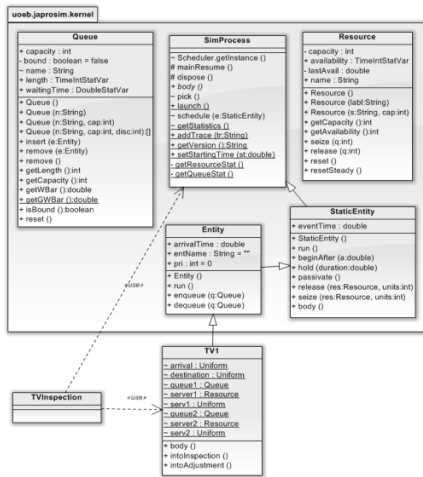 uoeb.japrosim.kernel
Queue
+ capacity : int
- bound : boolean = false
~ name : String
+ length : TimeIntStatVar
+ waitingTime : DoubleStatVar
+ Queue ()
+ Queue (n:String)
+ Queue (n:String, cap:int)
+ Queue (n:String, cap:int, disc:int):[]
+ insert (e:Entity)
+ remove (e:Entity)
+ remove ()
+ getLength ():int
+ getCapacity ():int
+ getWBar ():double
+ getGWBar ():double
+ isBound ():boolean
+ reset ()
SimProcess
~ Scheduler.getInstance ()
# mainResume ()
# dispose ()
+ body ()
~ pick ()
+ launch ()
~ schedule (e:StaticEntity)
~ getStatistics ()
+ addTrace (tr:String)
+ getVersion ():String
+ setStartingTime (st:double)
- getResourceStat ()
- getQueueStat ()
Resource
- capacity : int
+ availability : TimeIntStatVar
- lastAvail : double
~ name : String
+ Resource ()
+ Resource (labl:String)
+ Resource (s:String, cap:int)
+ getCapacity ():int
+ getAvailability ():int
+ seize (q:int)
+ release (q:int)
+ reset ()
+ resetSteady ()
StaticEntity
~ eventTime : double
+ StaticEntity ()
+ run ()
+ beginAfter (a:double)
+ hold (duration:double)
+ passivate ()
+ release (res:Resource, units:int)
+ seize (res:Resource, units:int)
+ body ()
Entity
+ arrivalTime : double
+ entName : String = ""
+ pri : int = 0
+ Entity ()
+ run ()
+ enqueue (q:Queue)
+ dequeue (q:Queue)
«use»
TV1
~ arrival : Uniform
~ destination : Uniform
~ queue1 : Queue
~ server1 : Resource
~ serv1 : Uniform
~ queue2 : Queue
~ server2 : Resource
~ serv2 : Uniform
+ body ()
+ intoInspection ()
+ intoAdjustment ()
TVInspection
«use»